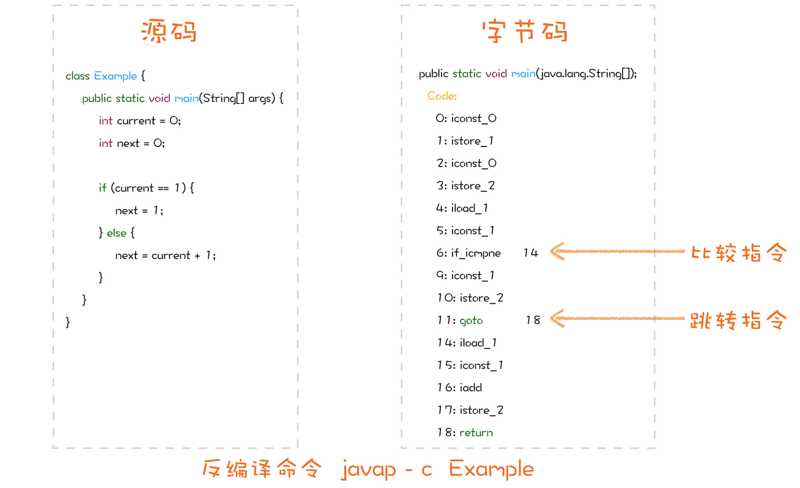 源码
class Example {
public static void main(String[] args) {
int current = 0;
int next = 0;
if (current == 1) {
next = 1;
} else {
next = current + 1;
}
}
}
字节码
public static void main(java.lang.String[]);
Code:
0: iconst_0
1: istore_1
2: iconst_0
3: istore_2
4: iload_1
5: iconst_1
6: if_icmpne 14
9: iconst_1
10: istore_2
11: goto 18
14: iload_1
15: iconst_1
16: iadd
17: istore_2
18: return
比较指令
跳转指令
反编译命令 javap - c Example